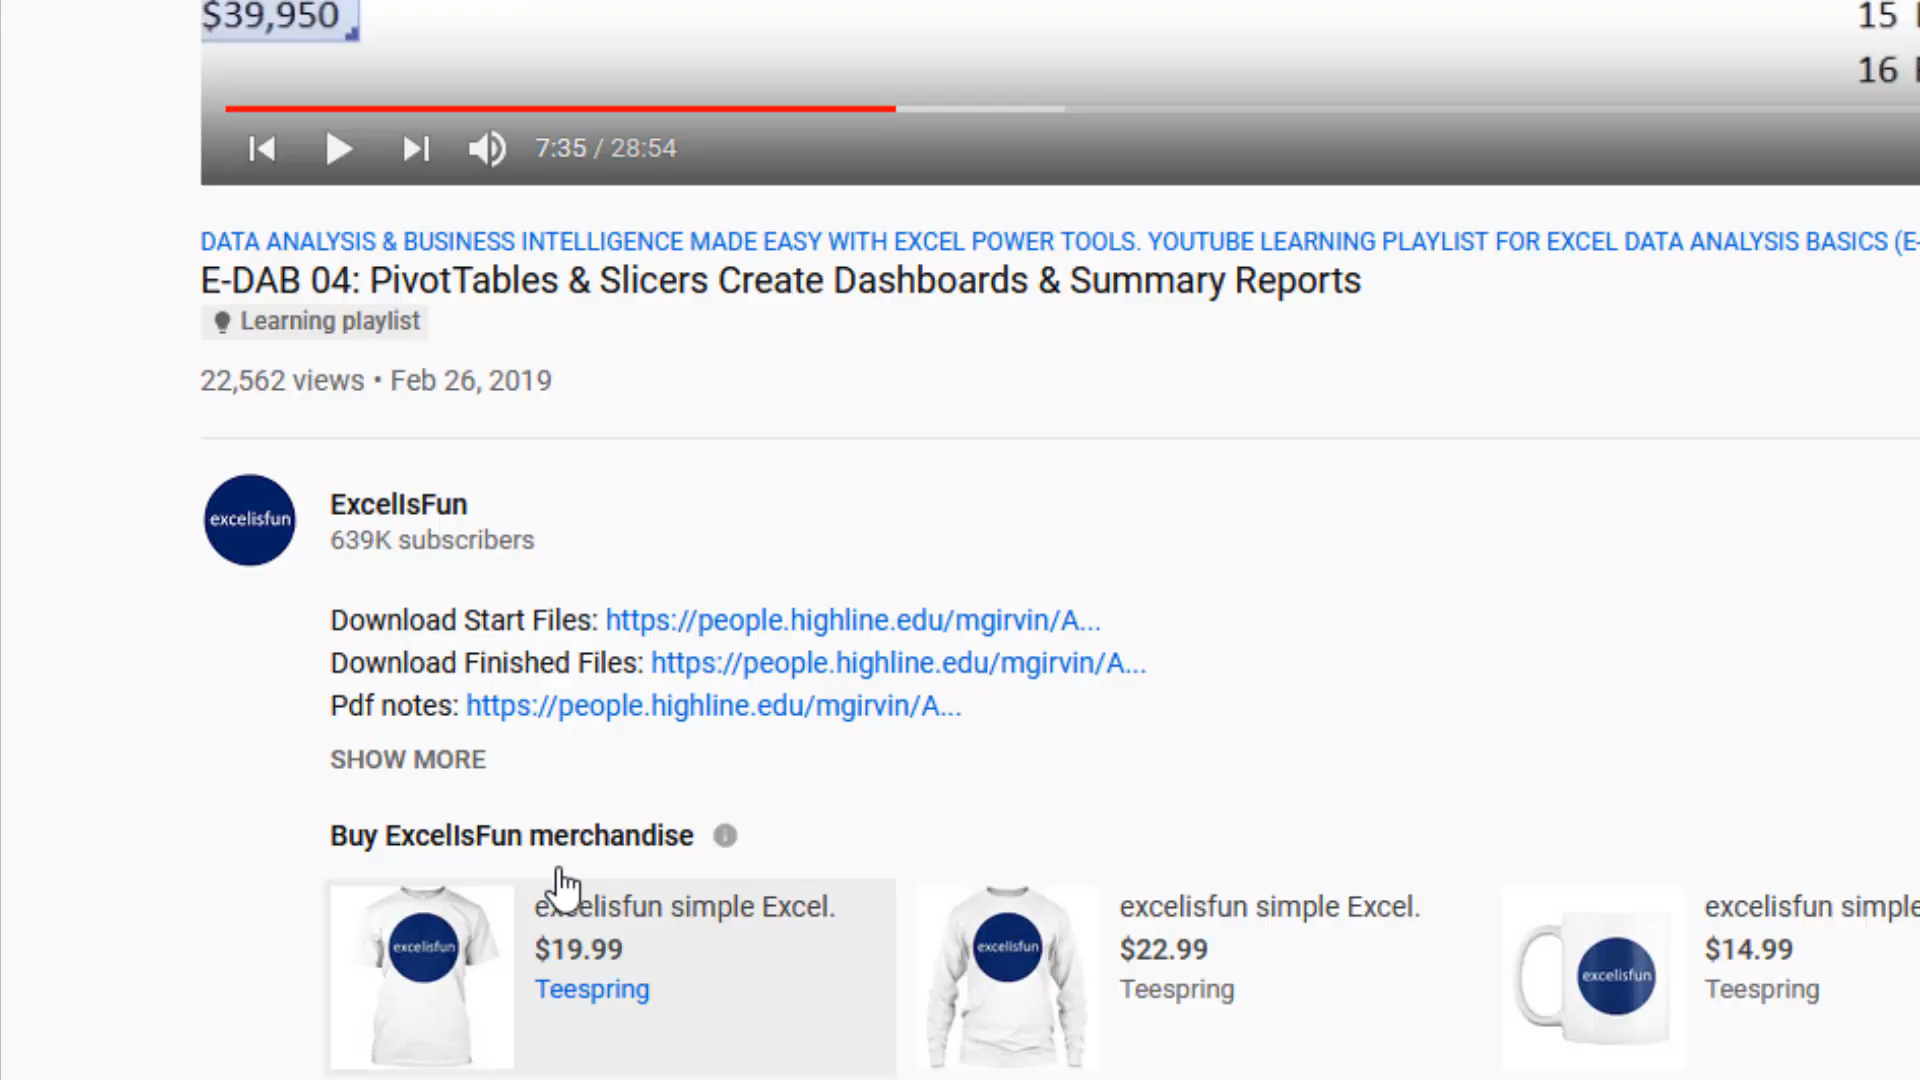 $39,950
15
16
7:35 / 28:54
DATA ANALYSIS & BUSINESS INTELLIGENCE MADE EASY WITH EXCEL POWER TOOLS. YOUTUBE LEARNING PLAYLIST FOR EXCEL DATA ANALYSIS BASICS (E-
E-DAB 04: PivotTables & Slicers Create Dashboards & Summary Reports
Learning playlist
22,562 views • Feb 26, 2019
excelisfun
ExcelIsFun
639K subscribers
Download Start Files: https://people.highline.edu/mgirvin/A...
Download Finished Files: https://people.highline.edu/mgirvin/A...
Pdf notes: https://people.highline.edu/mgirvin/A...
SHOW MORE
Buy ExcelIsFun merchandise
excelisfun
excelisfun simple Excel.
$19.99
Teespring
excelisfun
excelisfun simple Excel.
$22.99
Teespring
excelisfun
excelisfun simple
$14.99
Teespring